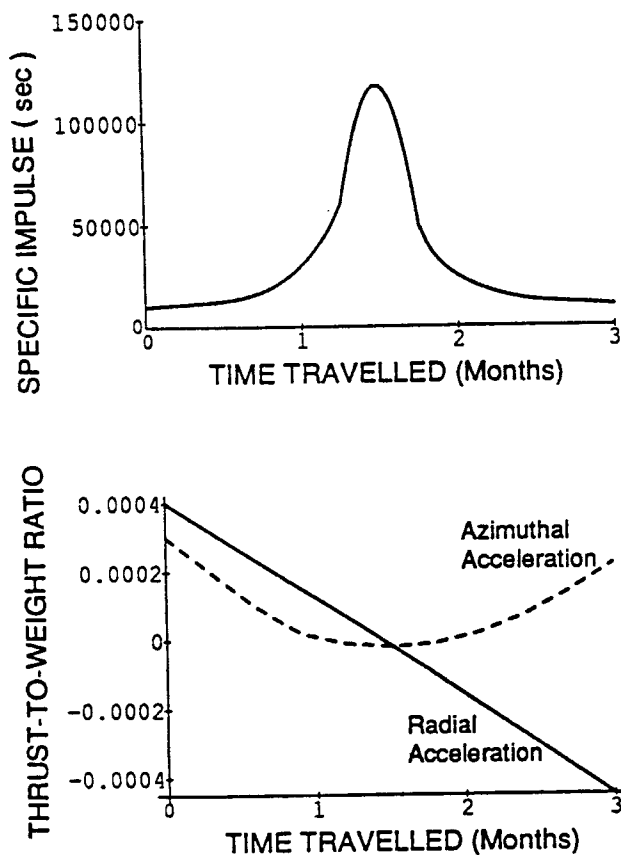 150000
100000
50000
0
SPECIFIC IMPULSE ( sec)
0 1 2 3
TIME TRAVELLED (Months)
0.0004
0.0002
0
-0.0002
-0.0004
THRUST-TO-WEIGHT RATIO
Azimuthal
Acceleration
Radial
Acceleration
0 1 2 3
TIME TRAVELLED (Months)